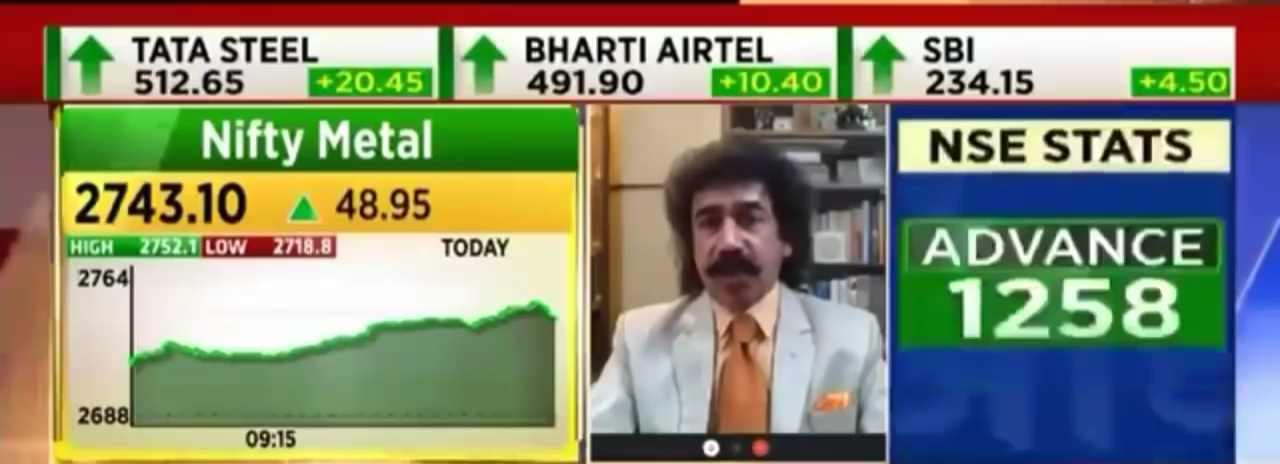 TATA STEEL
512.65 +20.45
BHARTI AIRTEL
491.90 +10.40
SBI
234.15 +4.50
Nifty Metal
2743.10 48.95
HIGH 2752.1 LOW 2718.8 TODAY
2764
2688
09:15
NSE STATS
ADVANCE
1258